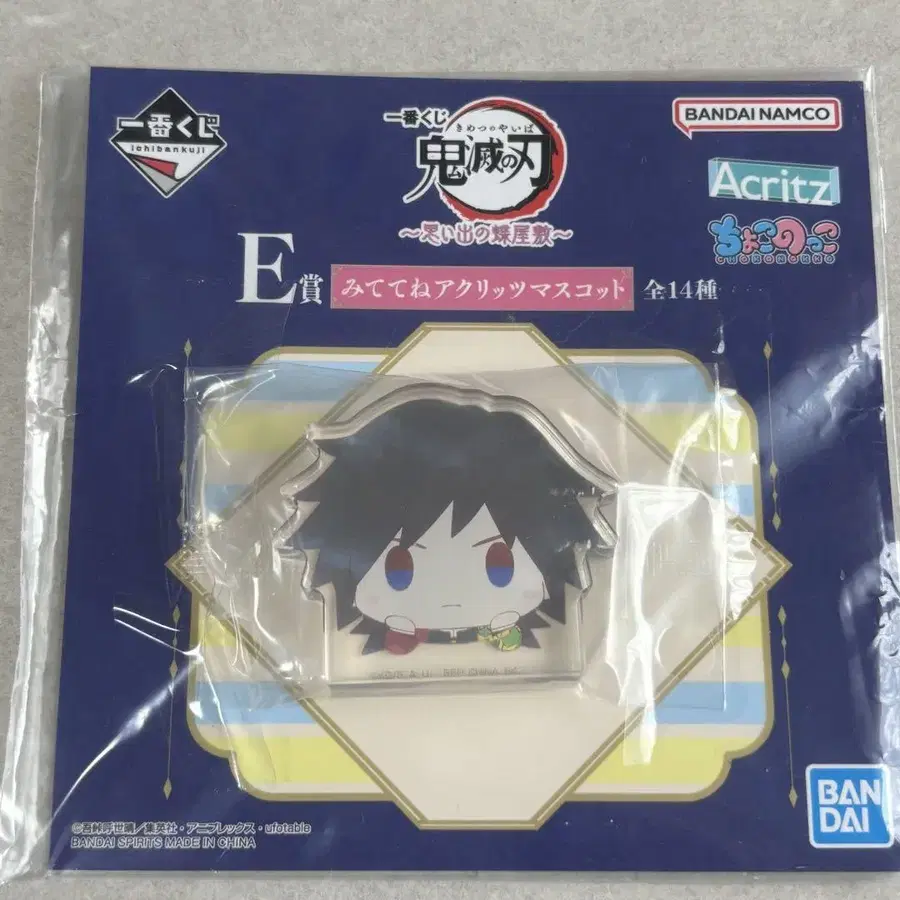 一番くじ
ichibankuji
一番くじ
きめつのやいば
鬼滅の刃
～思い出の蝶屋敷～
BANDAI NAMCO
Acritz
ちょこのっこ
CHOKONOKKO
E賞 みててねアクリッツマスコット 全14種
©吾峠呼世晴／集英社・アニプレックス・ufotable
BANDAI SPIRITS MADE IN CHINA
BAN
DAI